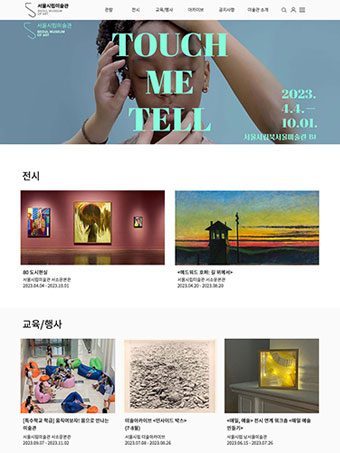 서울시립미술관
SEOUL MUSEUM
OF ART
관람 전시 교육/행사 아카이브 공지사항 미술관 소개
서울시립미술관
SEOUL MUSEUM
OF ART
TOUCH
ME
TELL
2023.
4.4.—
10.01.
서울시립북서울미술관 B1
전시
80 도시현실
서울시립미술관 서소문본관
2023.04.04 - 2023.10.01
<에드워드 호퍼: 길 위에서>
서울시립미술관 서소문본관
2023.04.20 - 2023.08.20
교육/행사
[특수학교 학급] 움직여보자! 몸으로 만나는
미술관
서울시립미술관 서소문본관
2023.09.07 - 2023.11.02
미술아카이브 <인사이드 박스>
(7-8월)
서울시립 미술아카이브
2023.07.08 - 2023.08.26
<매일, 예술> 전시 연계 워크숍 <매일 예술
만들기>
서울시립 남서울미술관
2023.06.15 - 2023.07.26